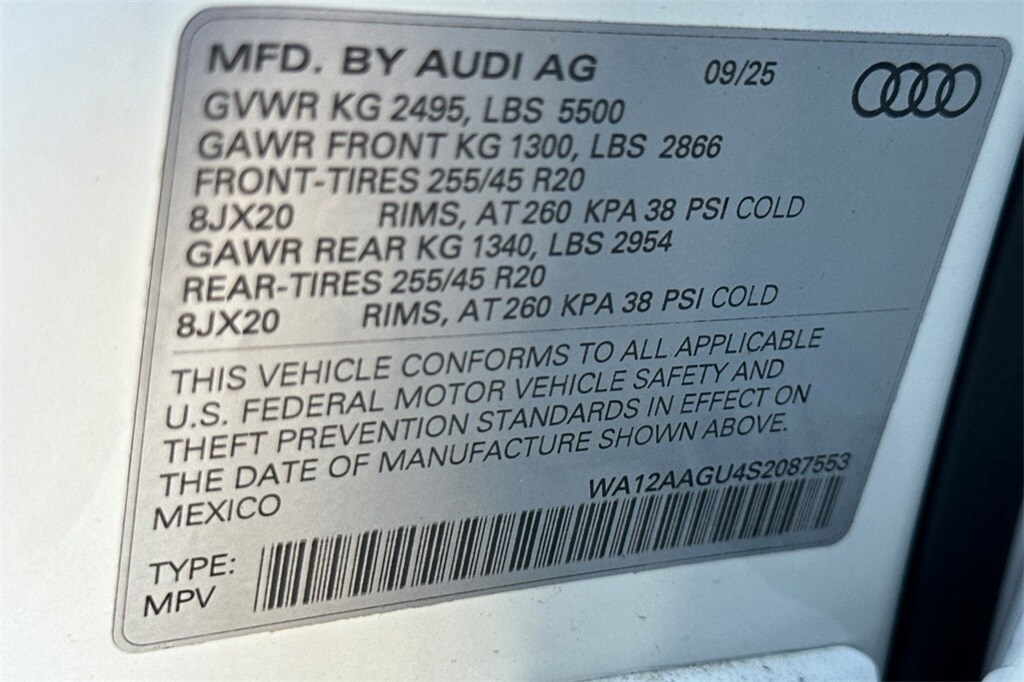 MFD. BY AUDI AG 09/25
GVWR KG 2495, LBS 5500
GAWR FRONT KG 1300, LBS 2866
FRONT-TIRES 255/45 R20
8JX20 RIMS, AT 260 KPA 38 PSI COLD
GAWR REAR KG 1340, LBS 2954
REAR-TIRES 255/45 R20
8JX20 RIMS, AT 260 KPA 38 PSI COLD
THIS VEHICLE CONFORMS TO ALL APPLICABLE
U.S. FEDERAL MOTOR VEHICLE SAFETY AND
THEFT PREVENTION STANDARDS IN EFFECT ON
THE DATE OF MANUFACTURE SHOWN ABOVE.
MEXICO WA12AAGU4S2087553
TYPE:
MPV